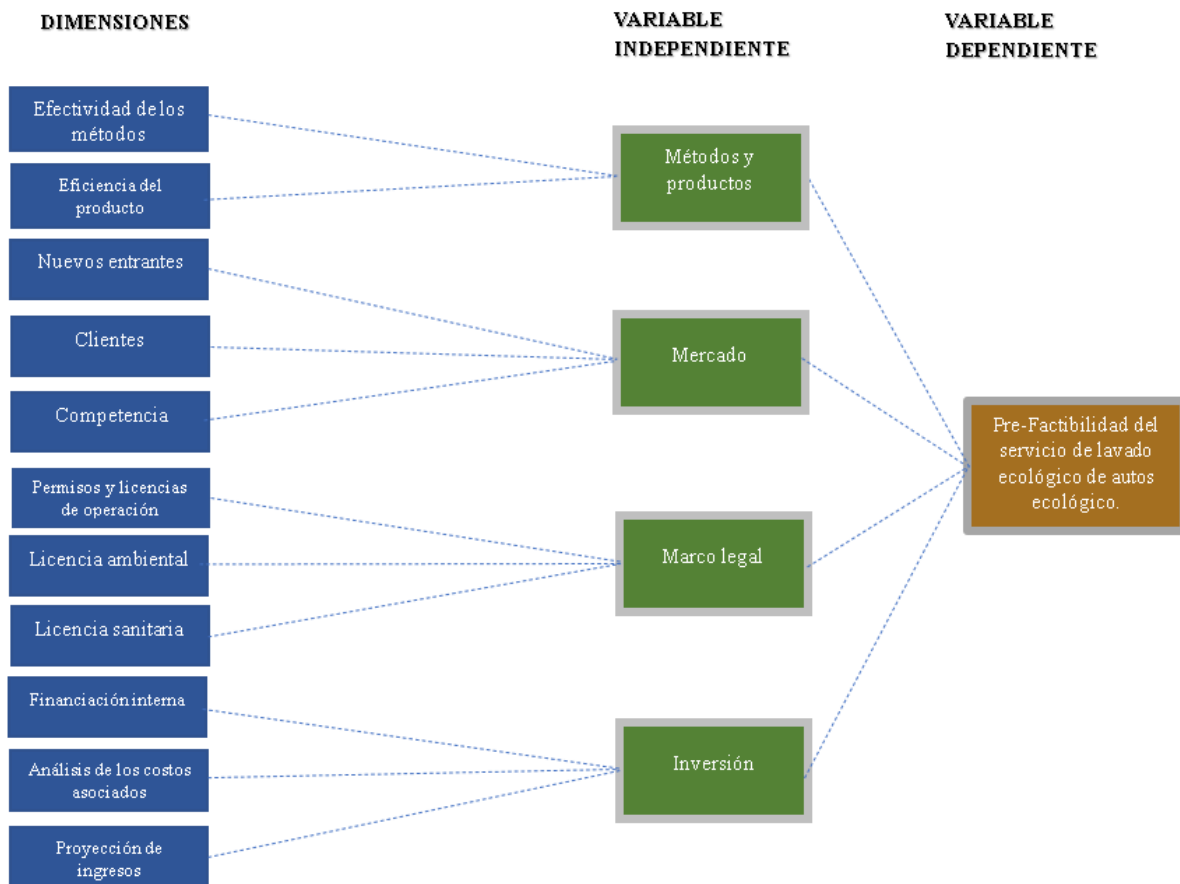 DIMENSIONES
VARIABLE
INDEPENDIENTE
VARIABLE
DEPENDIENTE
Efectividad de los
métodos
Eficiencia del
producto
Nuevos entrantes
Clientes
Competencia
Permisos y licencias
de operación
Licencia ambiental
Licencia sanitaria
Financiación interna
Análisis de los costos
asociados
Proyección de
ingresos
Métodos y
productos
Mercado
Marco legal
Inversión
Pre-Factibilidad del
servicio de lavado
ecológico de autos
ecológico.